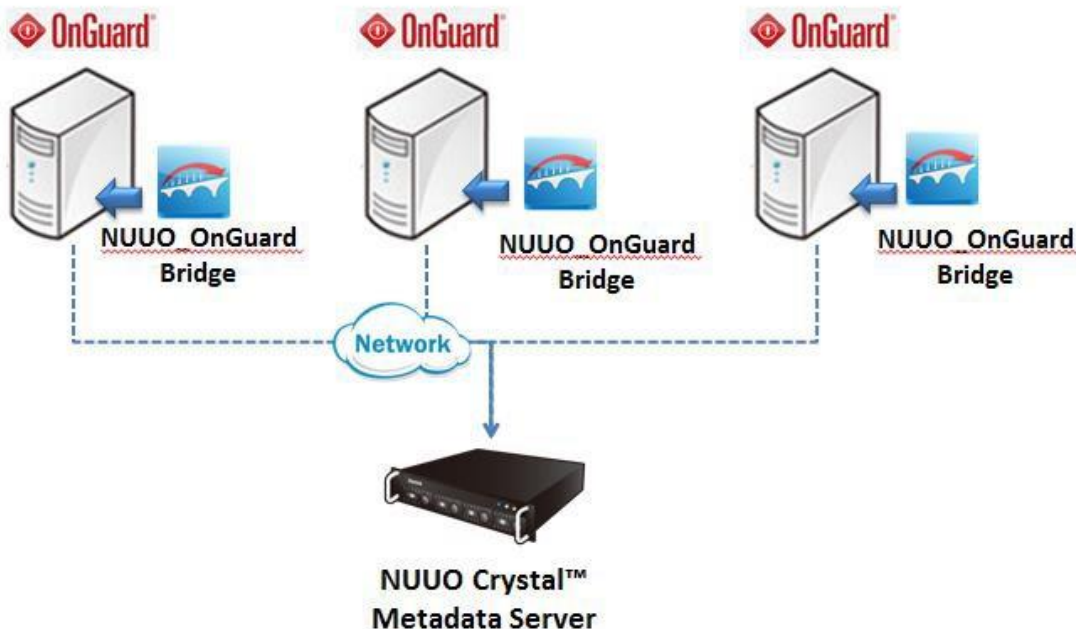 OnGuard®
OnGuard®
OnGuard®
NUUO_OnGuard
Bridge
NUUO_OnGuard
Bridge
NUUO_OnGuard
Bridge
Network
NUUO Crystal™
Metadata Server